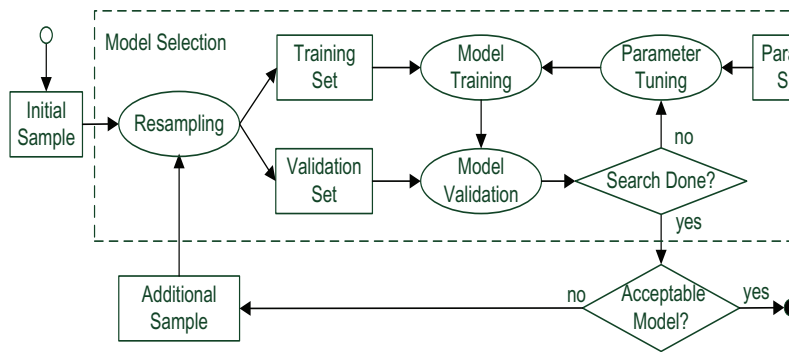 Model Selection
Initial
Sample
Resampling
Training
Set
Validation
Set
Model
Training
Model
Validation
Parameter
Tuning
no
Search Done?
yes
Additional
Sample
no
Acceptable
Model?
yes